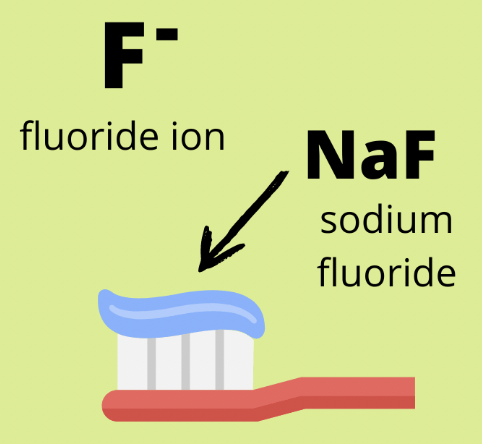 F⁻
fluoride ion
NaF
sodium
fluoride